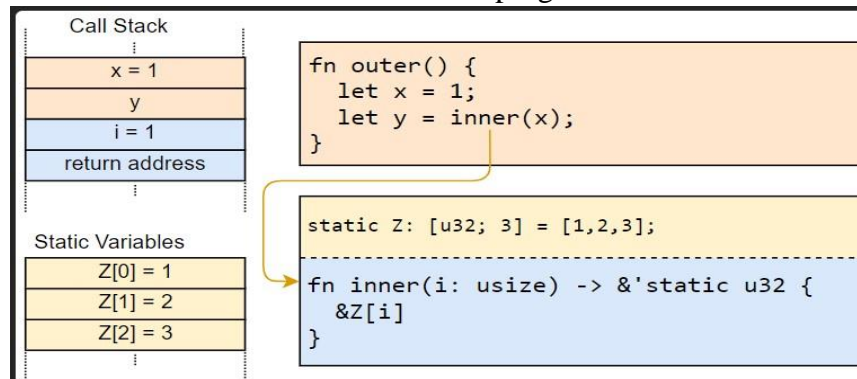 Call Stack
x = 1
y
i = 1
return address
Static Variables
Z[0] = 1
Z[1] = 2
Z[2] = 3
fn outer() {
let x = 1;
let y = inner(x);
}
static Z: [u32; 3] = [1,2,3];
fn inner(i: usize) -> &'static u32 {
&Z[i]
}